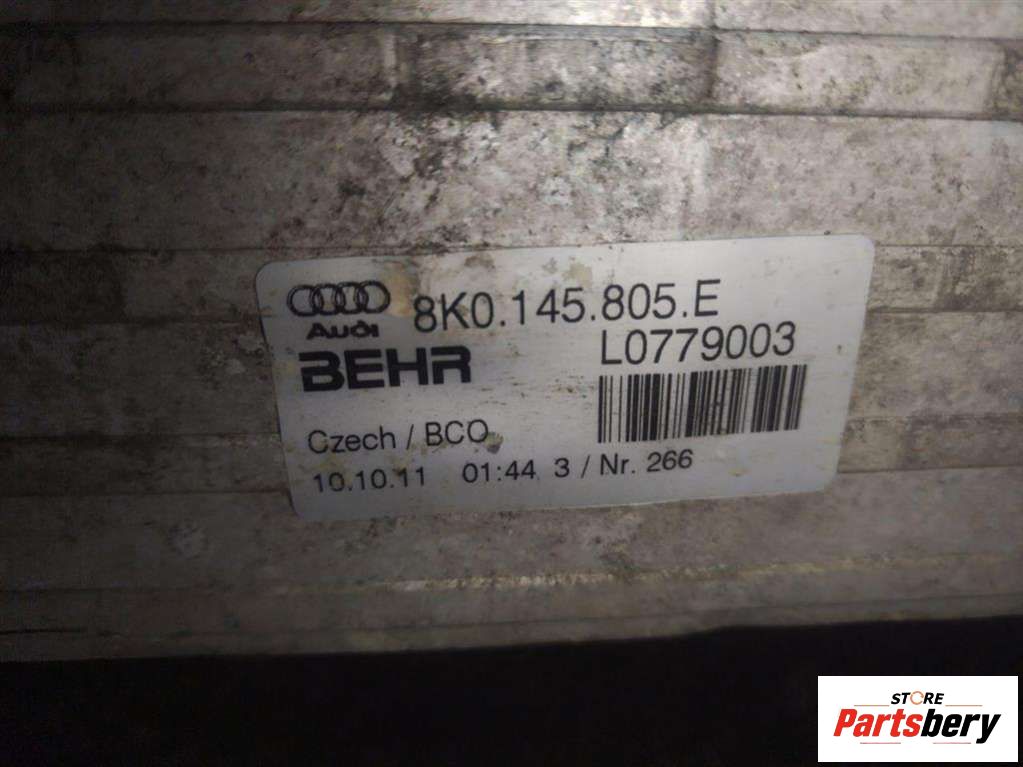 8K0.145.805.E
Audi
L0779003
BEHR
Czech / BCO
10.10.11 01:44 3 / Nr. 266
STORE
Partsbery